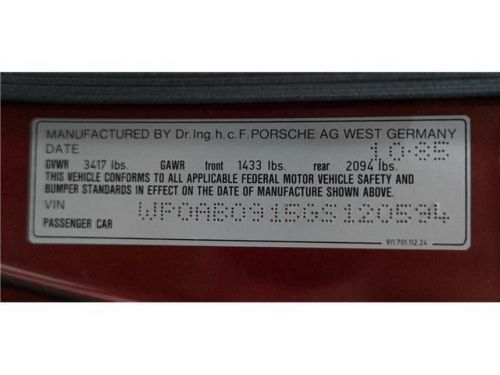 MANUFACTURED BY Dr. Ing. h. c. F. PORSCHE AG WEST GERMANY
DATE 10-85
GVWR 3417 lbs. GAWR front 1433 lbs. rear 2094 lbs.
THIS VEHICLE CONFORMS TO ALL APPLICABLE FEDERAL MOTOR VEHICLE SAFETY AND
BUMPER STANDARDS IN EFFECT ON THE DATE OF MANUFACTURE SHOWN ABOVE.
VIN WP0AB091EGS120594
PASSENGER CAR
911.701.112.24